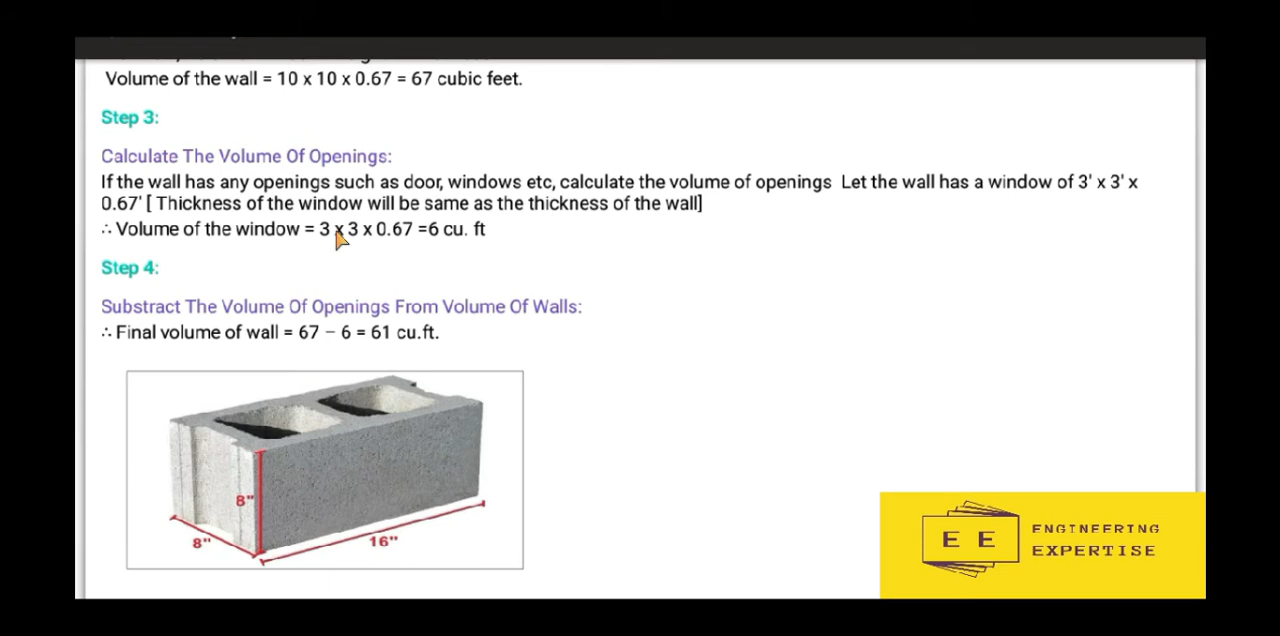 Volume of the wall = 10 x 10 x 0.67 = 67 cubic feet.
Step 3:
Calculate The Volume Of Openings:
If the wall has any openings such as door, windows etc, calculate the volume of openings  Let the wall has a window of 3' x 3' x
0.67' [ Thickness of the window will be same as the thickness of the wall]
∴ Volume of the window = 3 x 3 x 0.67 =6 cu. ft
Step 4:
Substract The Volume Of Openings From Volume Of Walls:
∴ Final volume of wall = 67 – 6 = 61 cu.ft.
8"
8"
16"
E E
ENGINEERING
EXPERTISE